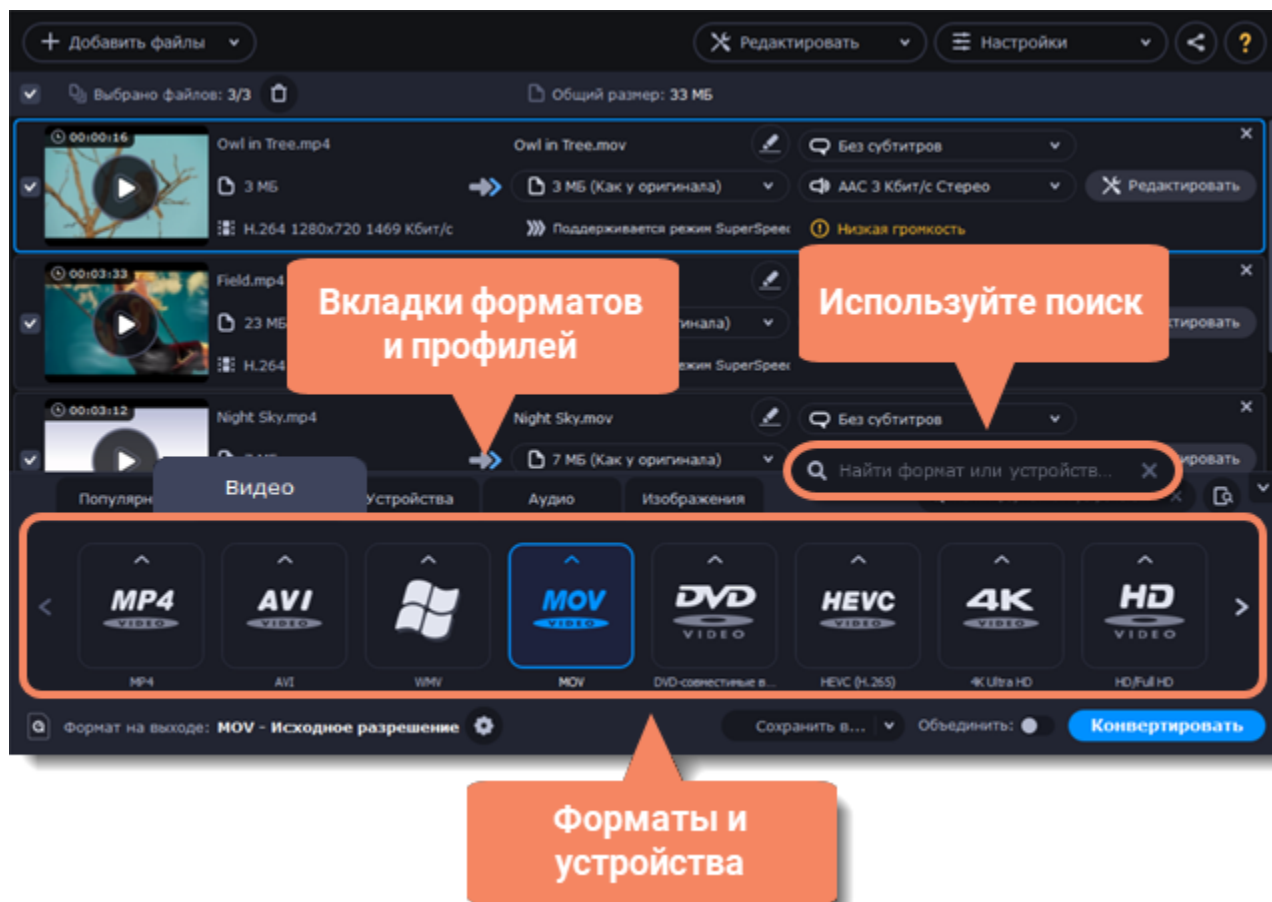 Добавить файлы
Редактировать
Настройки
?
Выбрано файлов: 3/3
Общий размер: 33 МБ
00:00:16
Owl in Tree.mp4
Owl in Tree.mov
Без субтитров
3 МБ
3 МБ (Как у оригинала)
AAC 3 Кбит/с Стерео
Редактировать
H.264 1280x720 1469 Кбит/с
Поддерживается режим SuperSpeed
Низкая громкость
00:03:33
Field.mp4
Вкладки форматов
и профилей
Используйте поиск
23 МБ
H.264
SuperSpeed
00:03:12
Night Sky.mp4
Night Sky.mov
Без субтитров
7 МБ (Как у оригинала)
Найти формат или устройств...
Видео
Устройства
Аудио
Изображения
MP4
VIDEO
AVI
VIDEO
MOV
VIDEO
DVD
VIDEO
HEVC
VIDEO
4K
VIDEO
HD
VIDEO
MP4
AVI
WMV
MOV
DVD-совместимые в...
HEVC (H.265)
4K Ultra HD
HD/Full HD
Формат на выходе: MOV - Исходное разрешение
Сохранить в...
Объединить:
Конвертировать
Форматы и
устройства